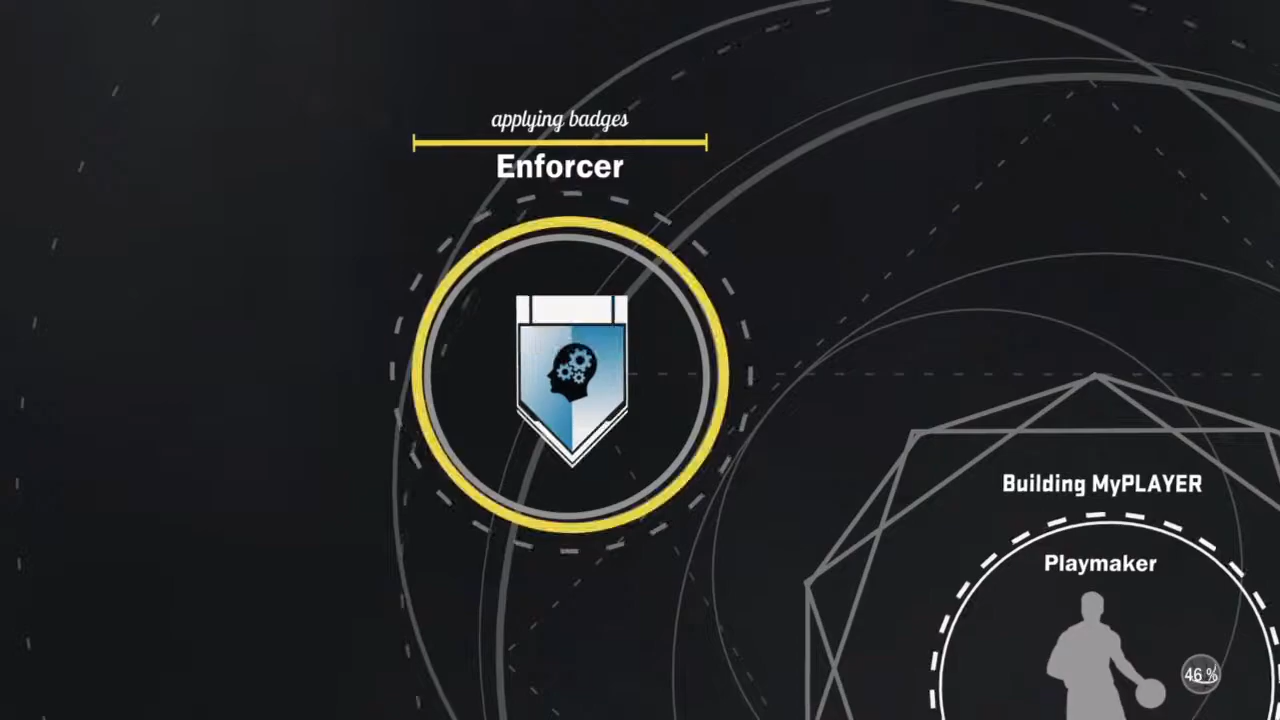 applying badges
Enforcer
Building MyPLAYER
Playmaker
46 %